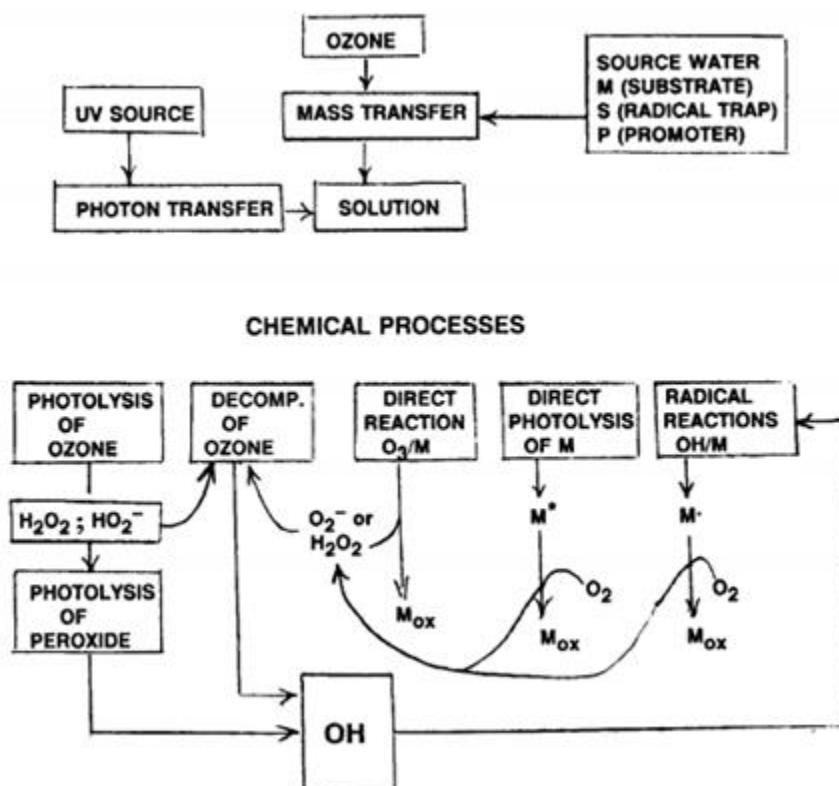 OZONE
SOURCE WATER
M (SUBSTRATE)
S (RADICAL TRAP)
P (PROMOTER)
UV SOURCE
MASS TRANSFER
PHOTON TRANSFER
SOLUTION
CHEMICAL PROCESSES
PHOTOLYSIS
OF
OZONE
DECOMP.
OF
OZONE
DIRECT
REACTION
O₃/M
DIRECT
PHOTOLYSIS
OF M
RADICAL
REACTIONS
OH/M
H₂O₂ ; HO₂⁻
O₂⁻ or
H₂O₂
M*
M·
PHOTOLYSIS
OF
PEROXIDE
O₂
O₂
Mox
Mox
Mox
OH